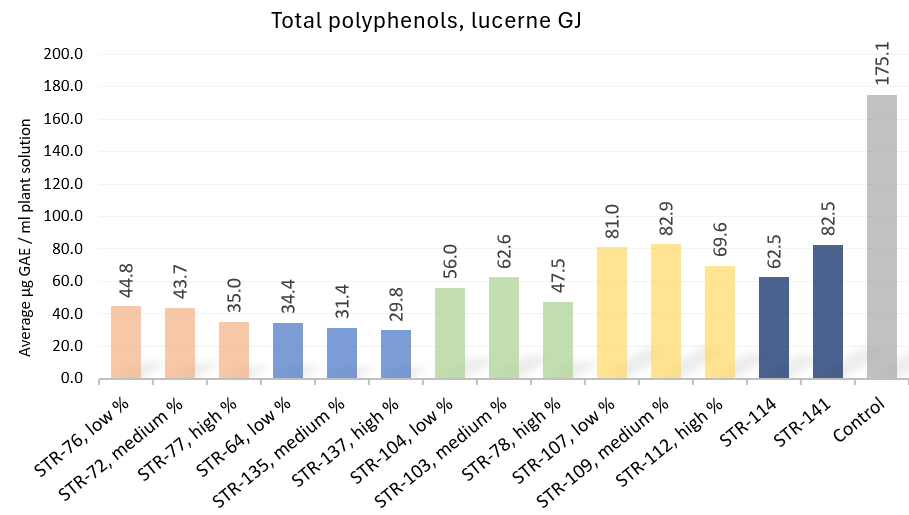 Total polyphenols, lucerne GJ
Average µg GAE / ml plant solution
200.0
180.0
160.0
140.0
120.0
100.0
80.0
60.0
40.0
20.0
0.0
44.8
43.7
35.0
34.4
31.4
29.8
56.0
62.6
47.5
81.0
82.9
69.6
62.5
82.5
175.1
STR-76, low %
STR-72, medium %
STR-77, high %
STR-64, low %
STR-135, medium %
STR-137, high %
STR-104, low %
STR-103, medium %
STR-78, high %
STR-107, low %
STR-109, medium %
STR-112, high %
STR-114
STR-141
Control